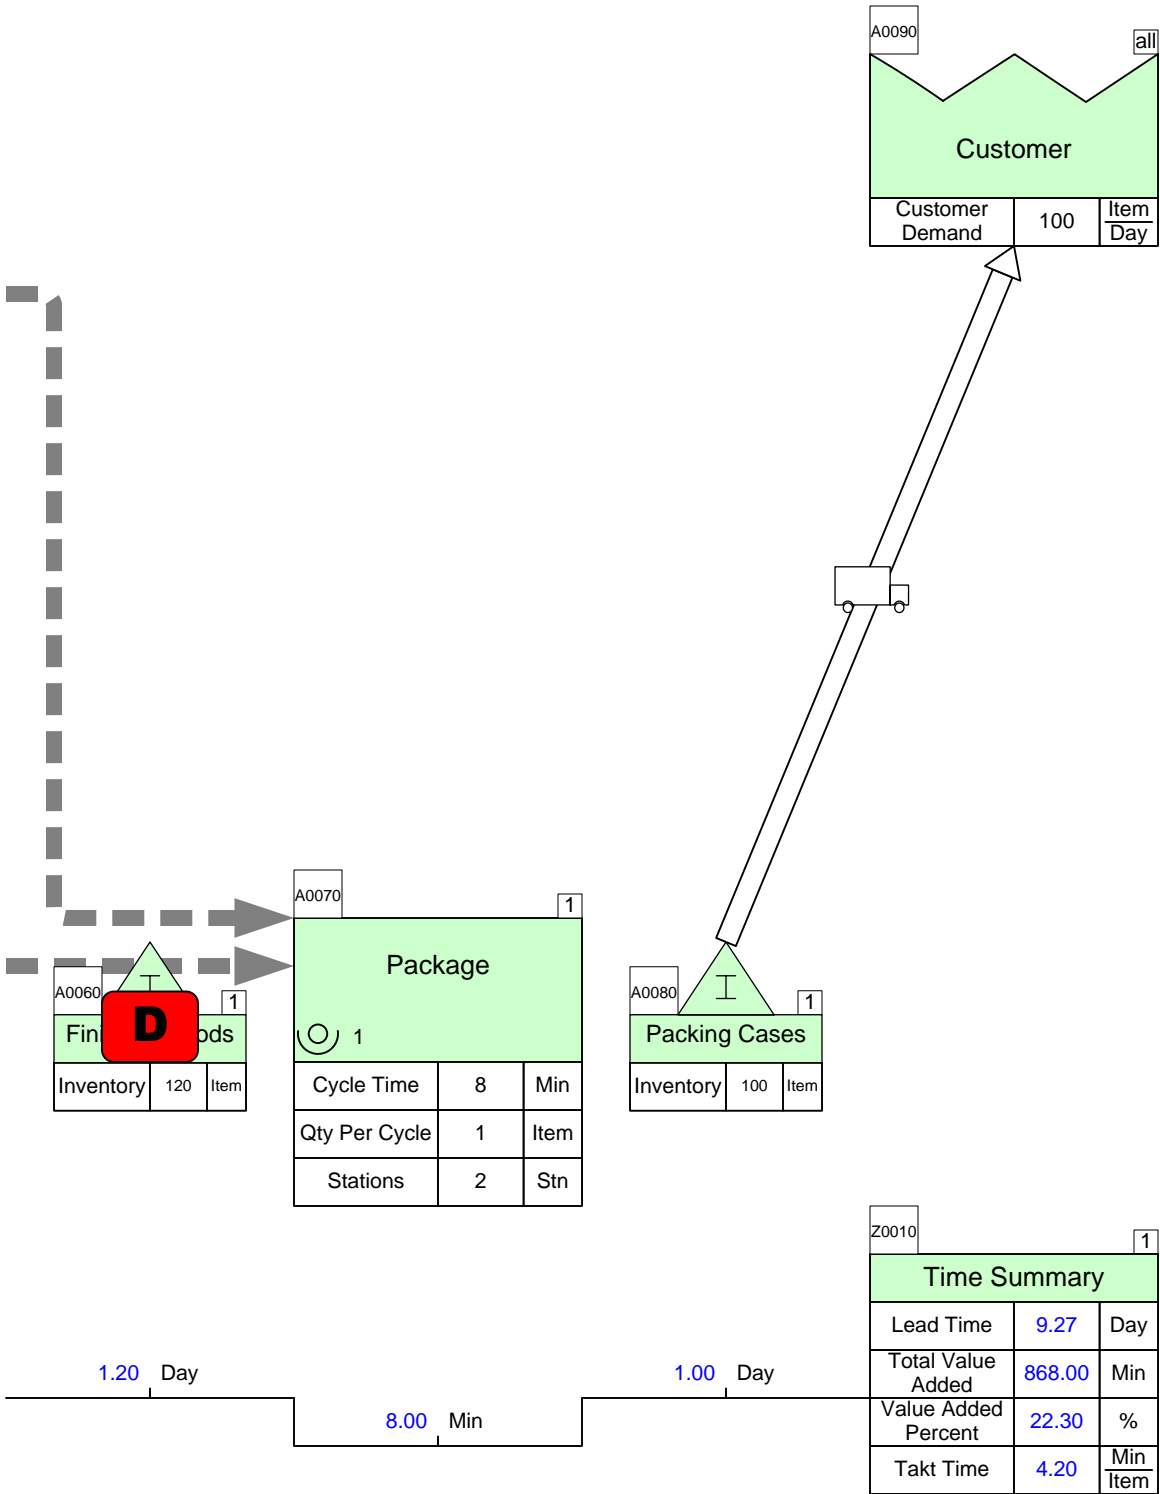 A0090
all
Customer
Customer
Demand
100
Item
Day
A0070
1
Package
1
Cycle Time
8
Min
Qty Per Cycle
1
Item
Stations
2
Stn
A0060
1
D
Inventory
120
Item
A0080
1
I
Packing Cases
Inventory
100
Item
1.20 Day
8.00 Min
1.00 Day
Z0010
1
Time Summary
Lead Time
9.27
Day
Total Value
Added
868.00
Min
Value Added
Percent
22.30
%
Takt Time
4.20
Min
Item